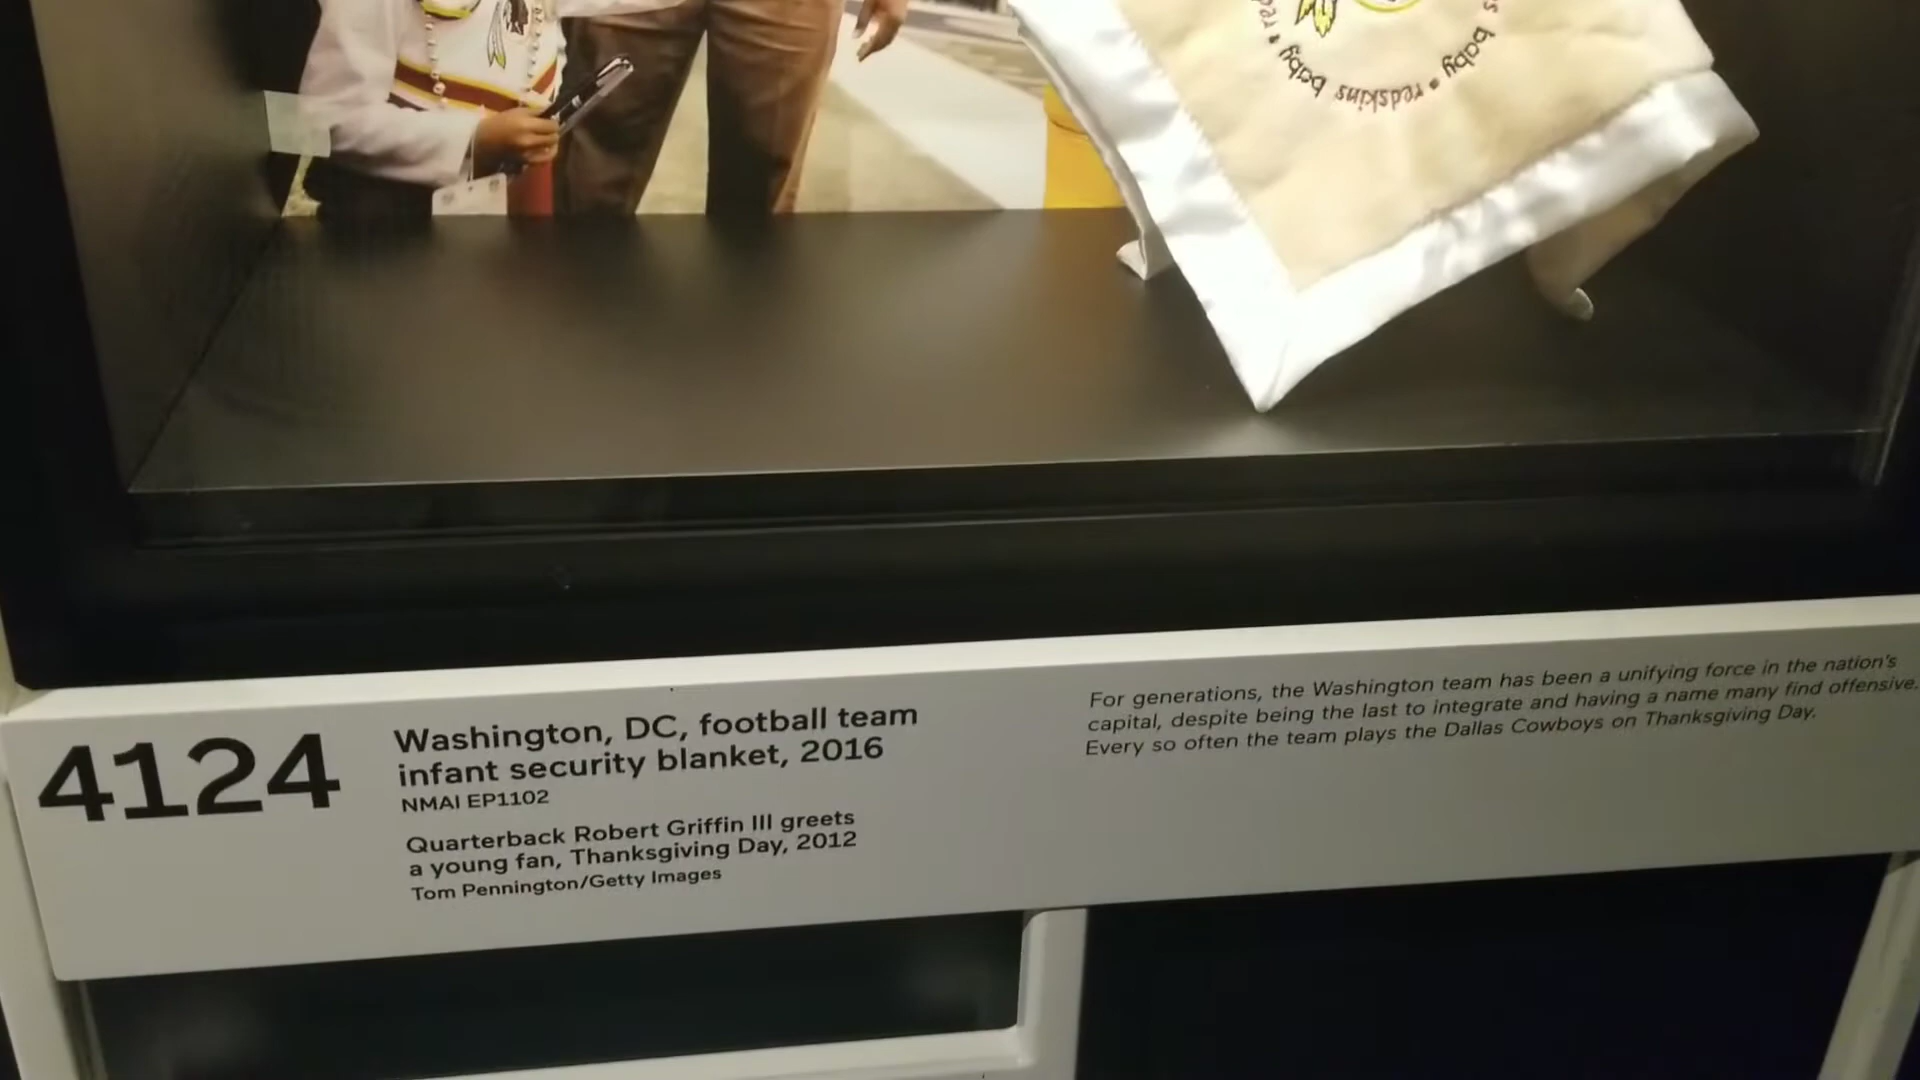 redskins baby • redskins baby •
4124
Washington, DC, football team
infant security blanket, 2016
NMAI EP1102
Quarterback Robert Griffin III greets
a young fan, Thanksgiving Day, 2012
Tom Pennington/Getty Images
For generations, the Washington team has been a unifying force in the nation's
capital, despite being the last to integrate and having a name many find offensive.
Every so often the team plays the Dallas Cowboys on Thanksgiving Day.